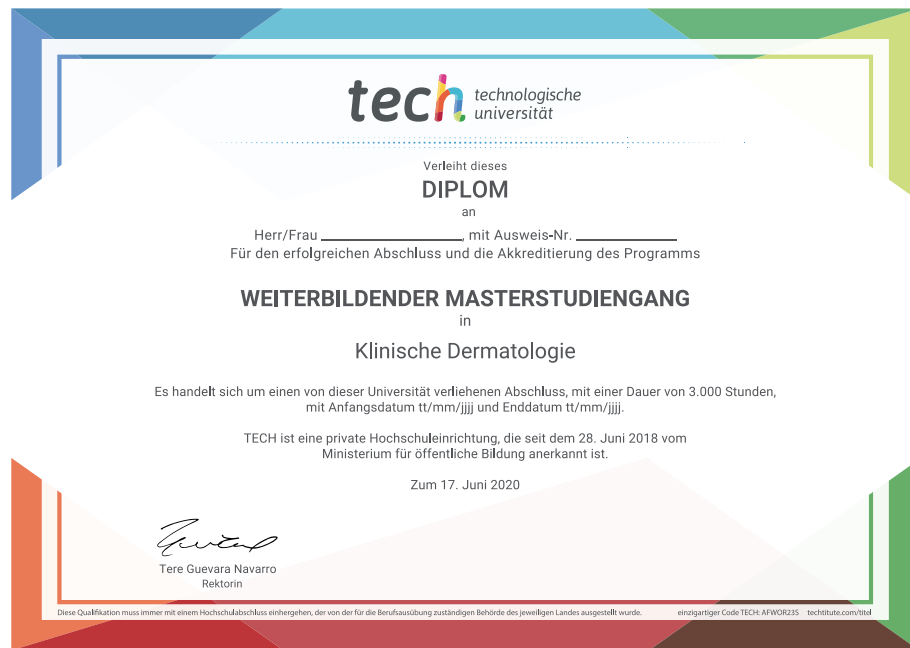 tech technologische
universität
Verleiht dieses
DIPLOM
an
Herr/Frau ____________________, mit Ausweis-Nr. ______________
Für den erfolgreichen Abschluss und die Akkreditierung des Programms
WEITERBILDENDER MASTERSTUDIENGANG
in
Klinische Dermatologie
Es handelt sich um einen von dieser Universität verliehenen Abschluss, mit einer Dauer von 3.000 Stunden,
mit Anfangsdatum tt/mm/jjjj und Enddatum tt/mm/jjjj.
TECH ist eine private Hochschuleinrichtung, die seit dem 28. Juni 2018 vom
Ministerium für öffentliche Bildung anerkannt ist.
Zum 17. Juni 2020
Tere Guevara Navarro
Rektorin
Diese Qualifikation muss immer mit einem Hochschulabschluss einhergehen, der von der für die Berufsausübung zuständigen Behörde des jeweiligen Landes ausgestellt wurde. einzigartiger Code TECH: AFWOR23S techtitute.com/titel